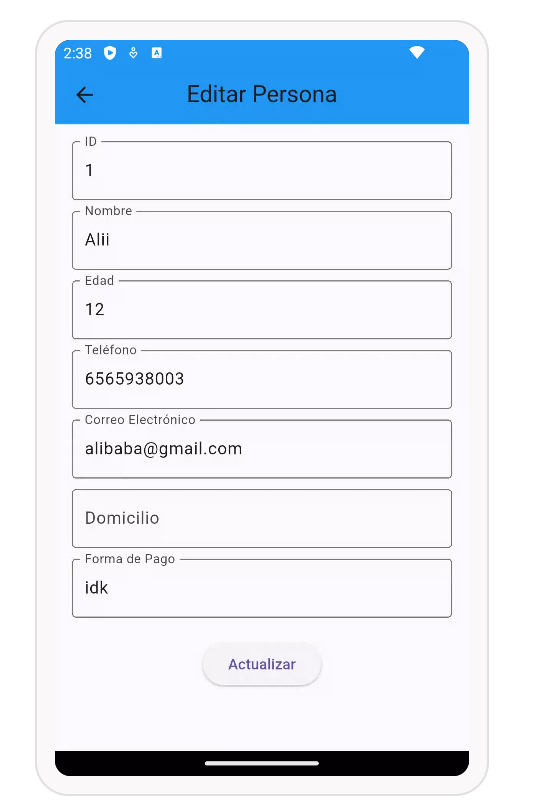 2:38
Editar Persona
ID
1
Nombre
Alii
Edad
12
Teléfono
6565938003
Correo Electrónico
alibaba@gmail.com
Domicilio
Forma de Pago
idk
Actualizar